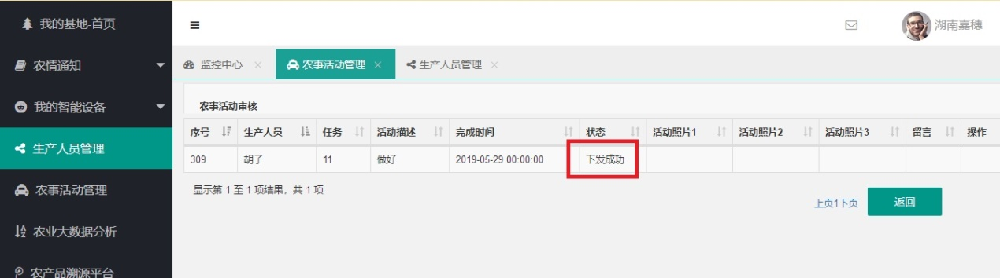 我的基地-首页
湖南嘉穗
农情通知
监控中心 ×
农事活动管理 ×
生产人员管理 ×
我的智能设备
农事活动审核
序号 生产人员 任务 活动描述 完成时间 状态 活动照片1 活动照片2 活动照片3 留言 操作
生产人员管理
309 胡子 11 做好 2019-05-29 00:00:00 下发成功
农事活动管理
显示第 1 至 1 项结果，共 1 项
上页1下页
返回
农业大数据分析
农产品溯源平台